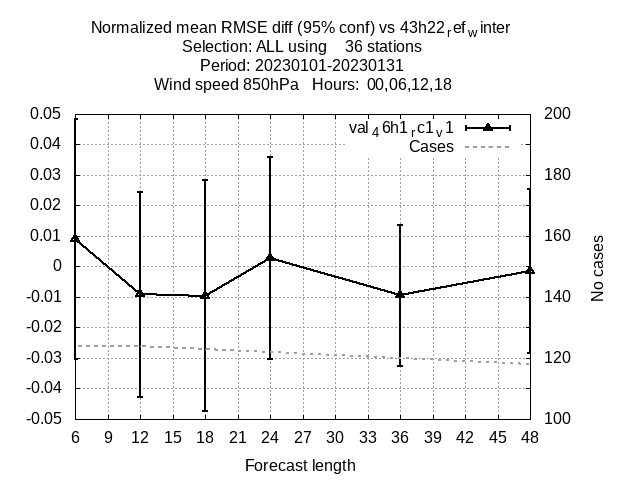 Normalized mean RMSE diff (95% conf) vs 43h22ref winter
Selection: ALL using 36 stations
Period: 20230101-20230131
Wind speed 850hPa Hours: 00,06,12,18
0.05 200
val46h1rc1v1
0.04
Cases
0.03 180
0.02
0.01 160
0
No cases
-0.01 140
-0.02
-0.03 120
-0.04
-0.05 100
6 9 12 15 18 21 24 27 30 33 36 39 42 45 48
Forecast length